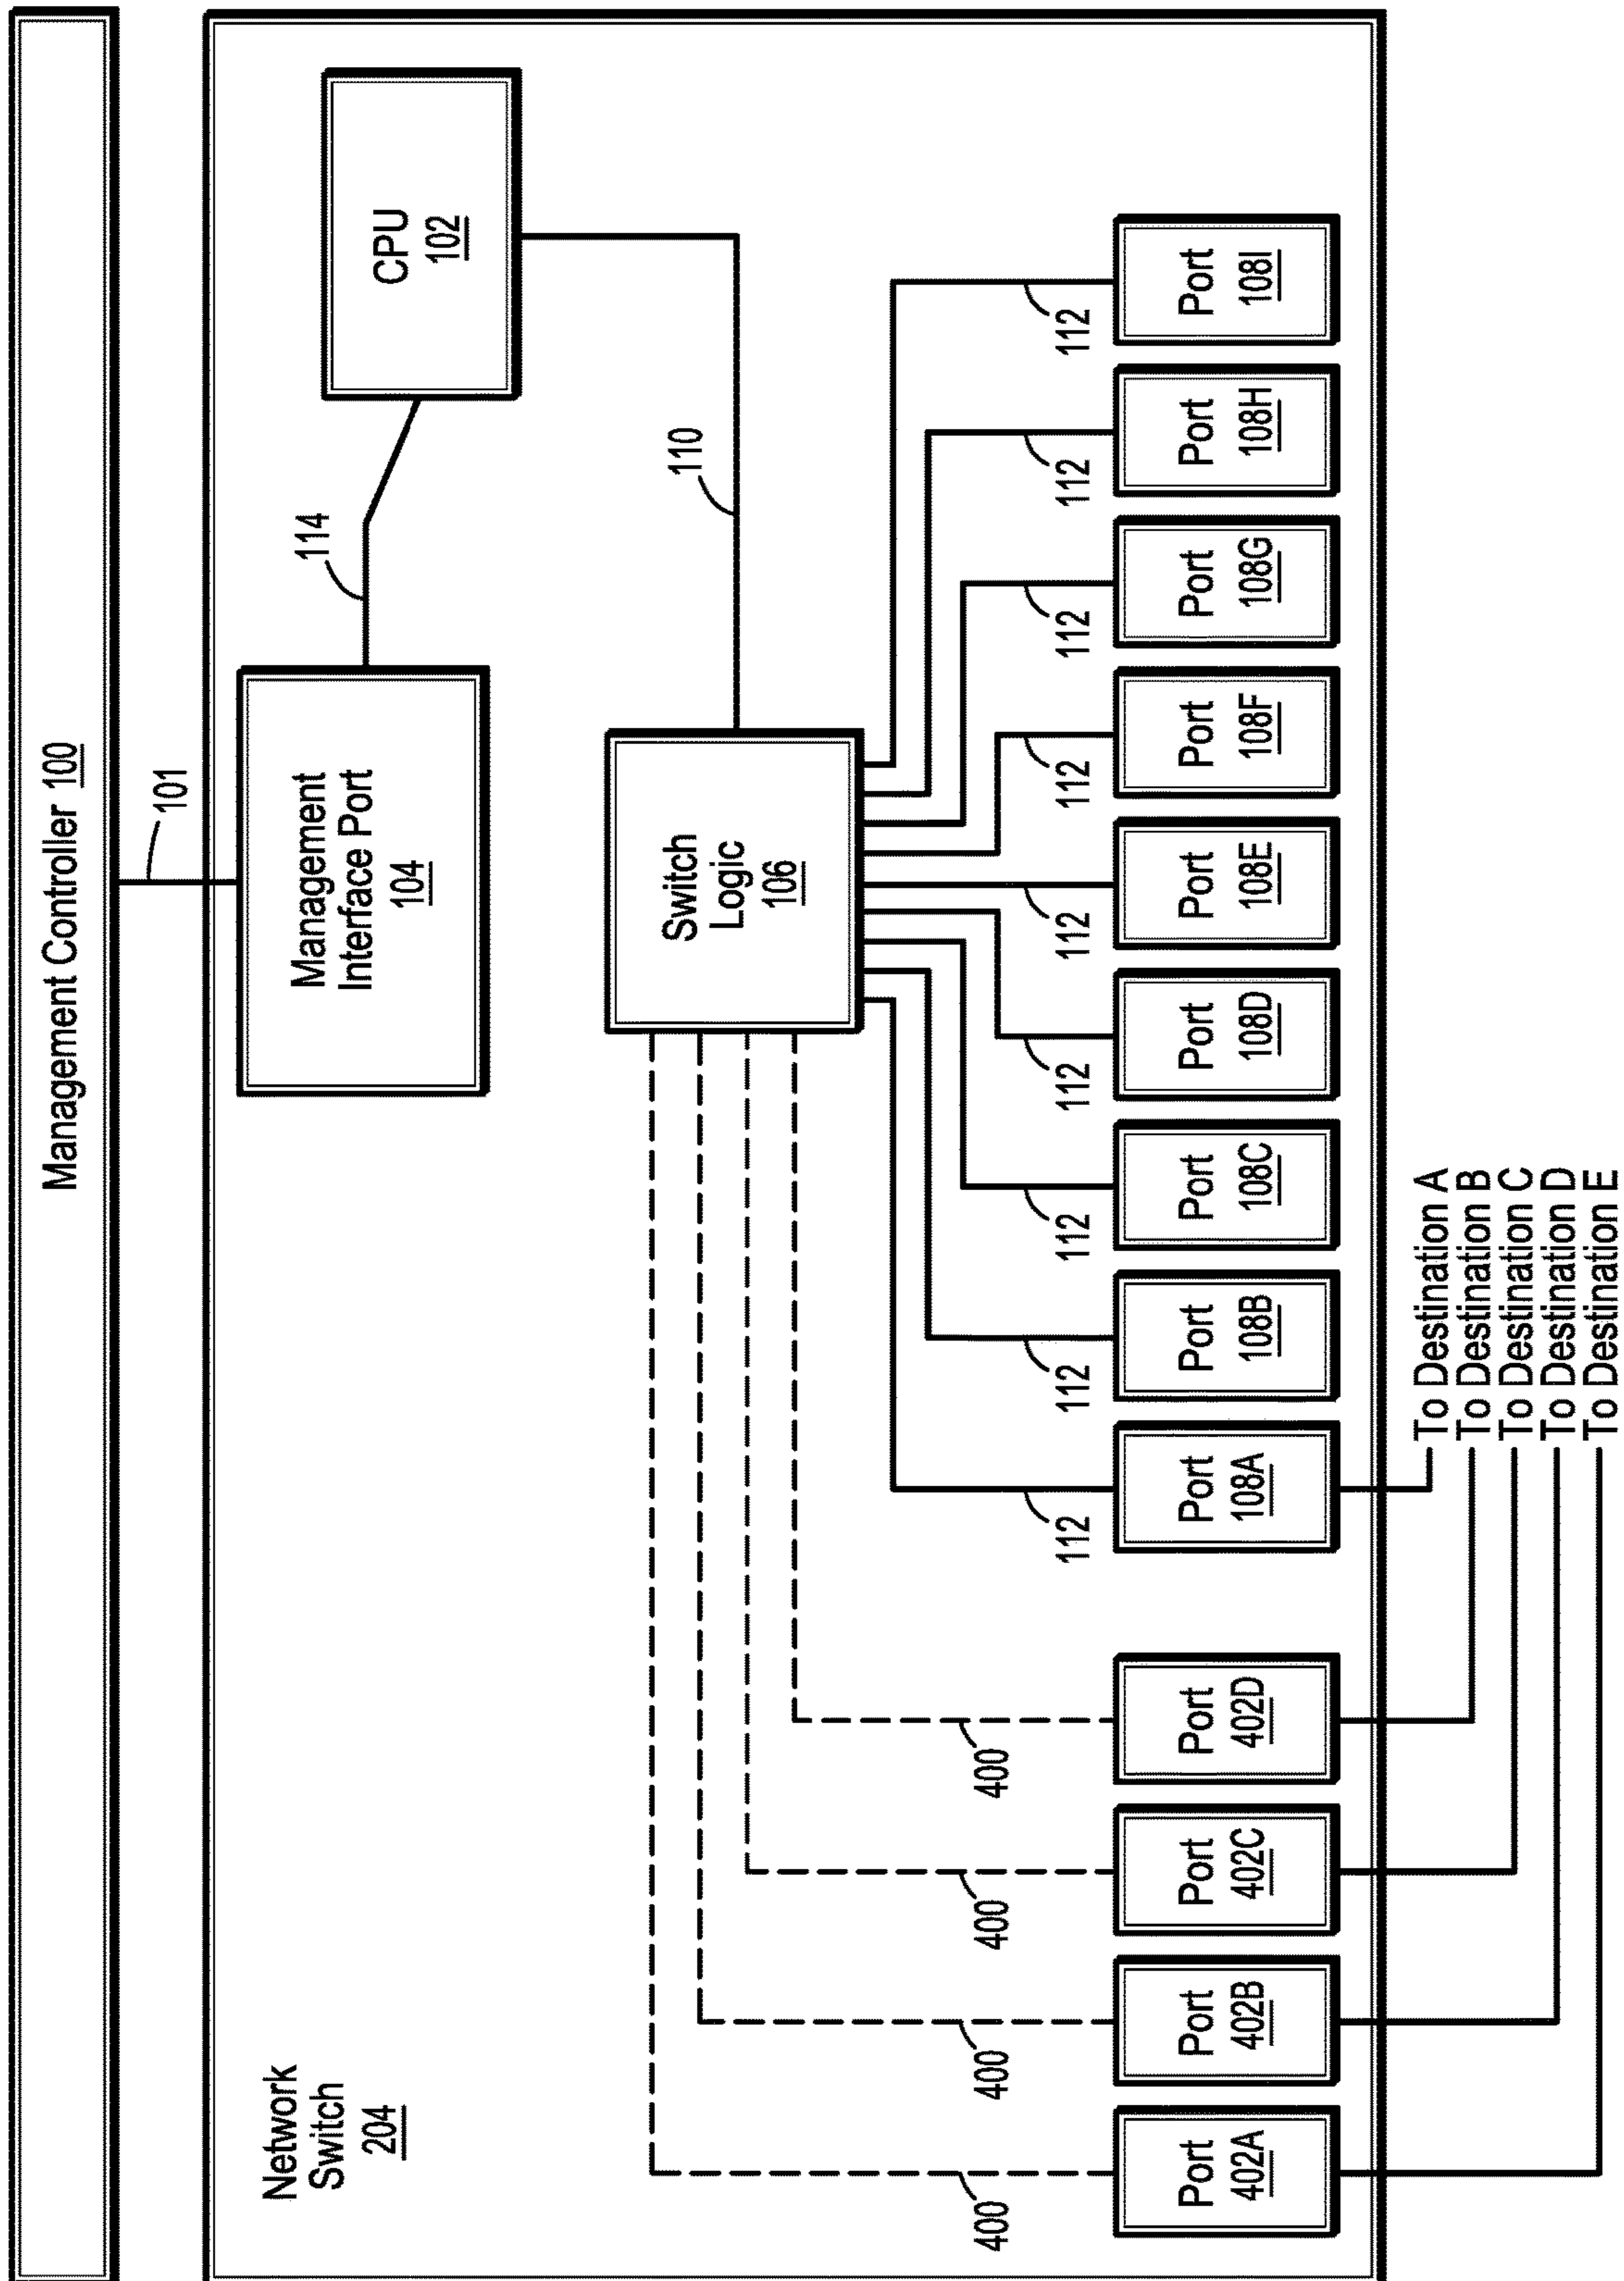 Management Controller 100
101
Network
Switch
204
Management
Interface Port
104
114
CPU
102
110
Switch
Logic
106
400
400
400
400
112
112
112
112
112
112
112
112
112
Port
402A
Port
402B
Port
402C
Port
402D
Port
108A
Port
108B
Port
108C
Port
108D
Port
108E
Port
108F
Port
108G
Port
108H
Port
108I
To Destination A
To Destination B
To Destination C
To Destination D
To Destination E